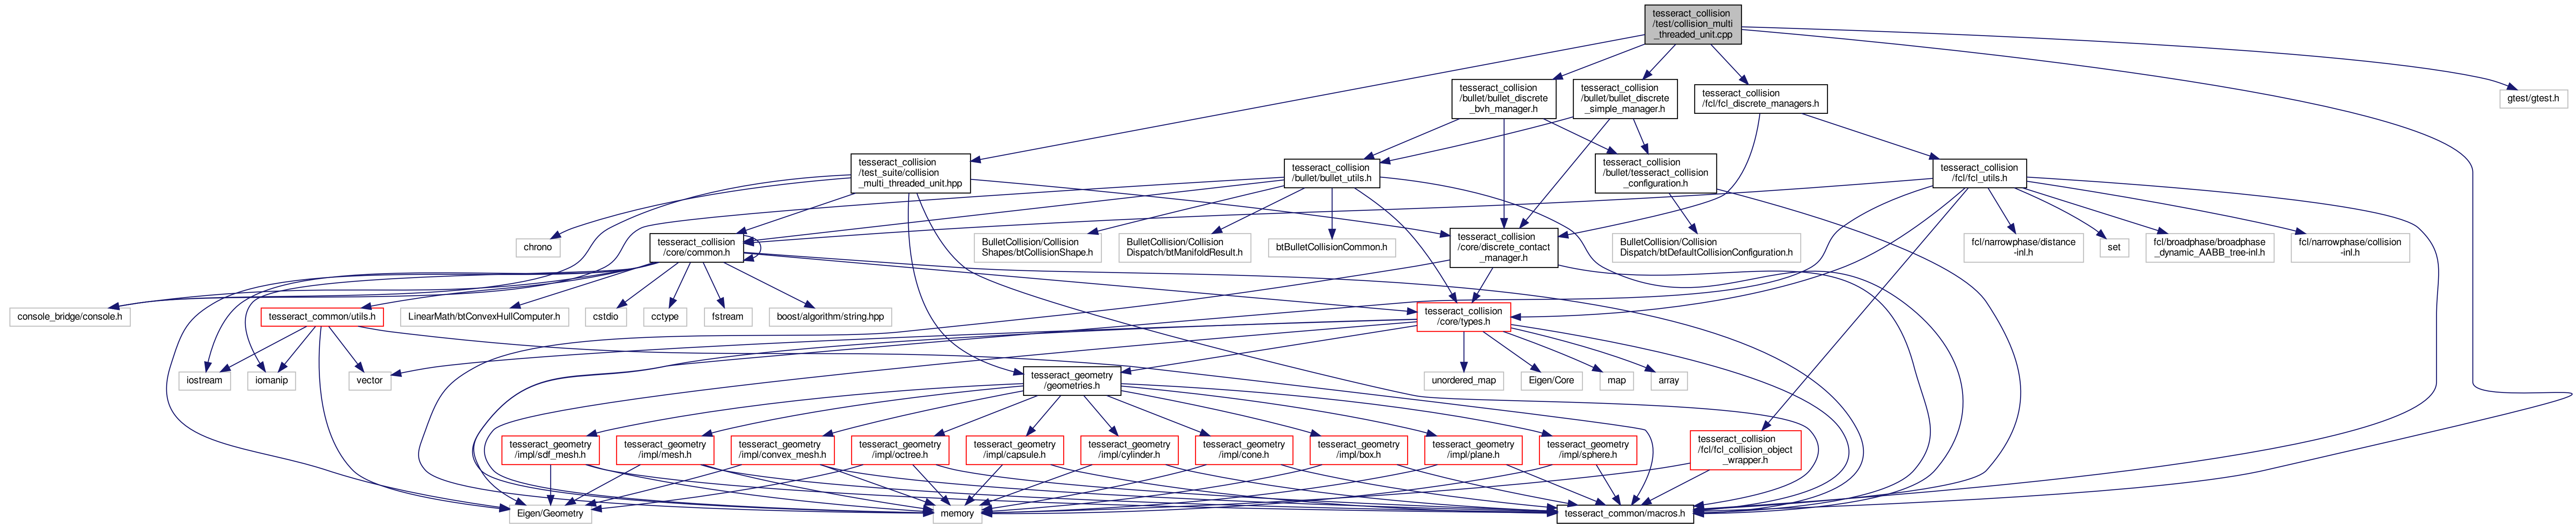 tesseract_collision
/test/collision_multi
_threaded_unit.cpp
tesseract_collision
/bullet/bullet_discrete
_bvh_manager.h
tesseract_collision
/bullet/bullet_discrete
_simple_manager.h
tesseract_collision
/fcl/fcl_discrete_managers.h
gtest/gtest.h
tesseract_collision
/test_suite/collision
_multi_threaded_unit.hpp
tesseract_collision
/bullet/bullet_utils.h
tesseract_collision
/bullet/tesseract_collision
_configuration.h
tesseract_collision
/fcl/fcl_utils.h
chrono
tesseract_collision
/core/common.h
BulletCollision/Collision
Shapes/btCollisionShape.h
BulletCollision/Collision
Dispatch/btManifoldResult.h
btBulletCollisionCommon.h
tesseract_collision
/core/discrete_contact
_manager.h
BulletCollision/Collision
Dispatch/btDefaultCollisionConfiguration.h
fcl/narrowphase/distance
-inl.h
set
fcl/broadphase/broadphase
_dynamic_AABB_tree-inl.h
fcl/narrowphase/collision
-inl.h
console_bridge/console.h
tesseract_common/utils.h
LinearMath/btConvexHullComputer.h
cstdio
cctype
fstream
boost/algorithm/string.hpp
tesseract_collision
/core/types.h
iostream
iomanip
vector
tesseract_geometry
/geometries.h
unordered_map
Eigen/Core
map
array
tesseract_geometry
/impl/sdf_mesh.h
tesseract_geometry
/impl/mesh.h
tesseract_geometry
/impl/convex_mesh.h
tesseract_geometry
/impl/octree.h
tesseract_geometry
/impl/capsule.h
tesseract_geometry
/impl/cylinder.h
tesseract_geometry
/impl/cone.h
tesseract_geometry
/impl/box.h
tesseract_geometry
/impl/plane.h
tesseract_geometry
/impl/sphere.h
tesseract_collision
/fcl/fcl_collision_object
_wrapper.h
Eigen/Geometry
memory
tesseract_common/macros.h